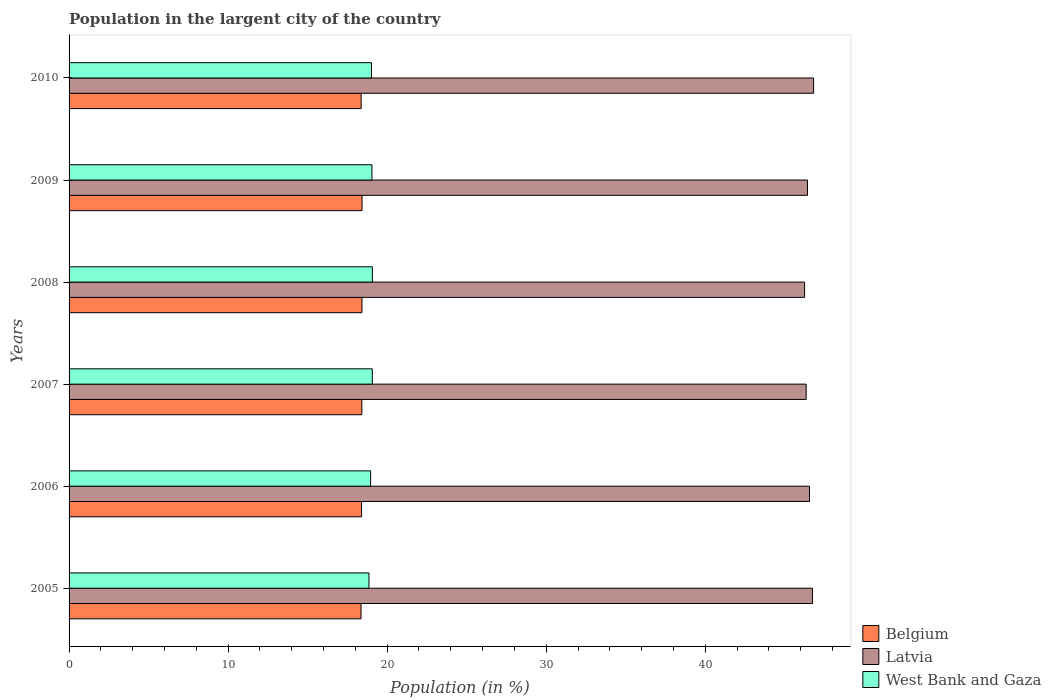 Population in the largent city of the country
2010
2009
2008
2007
2006
2005
Years
0
10
20
30
40
Population (in %)
Belgium
Latvia
West Bank and Gaza